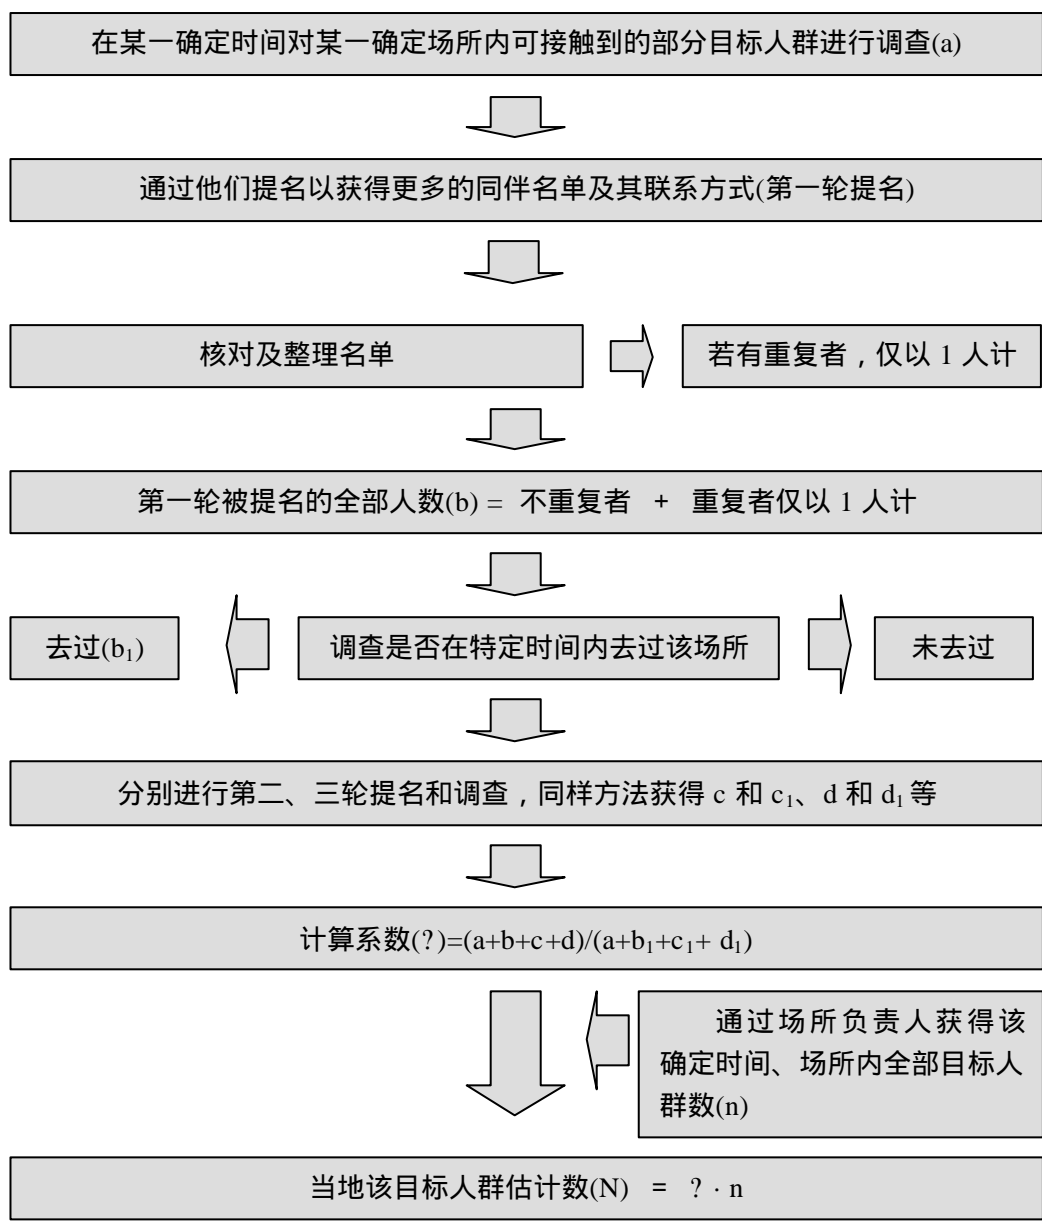 在某一确定时间对某一确定场所内可接触到的部分目标人群进行调查(a)
通过他们提名以获得更多的同伴名单及其联系方式(第一轮提名)
核对及整理名单
若有重复者，仅以 1 人计
第一轮被提名的全部人数(b) = 不重复者 + 重复者仅以 1 人计
去过(b₁)
调查是否在特定时间内去过该场所
未去过
分别进行第二、三轮提名和调查，同样方法获得 c 和 c₁、d 和 d₁ 等
计算系数(?)=(a+b+c+d)/(a+b₁+c₁+ d₁)
通过场所负责人获得该
确定时间、场所内全部目标人
群数(n)
当地该目标人群估计数(N) = ? · n